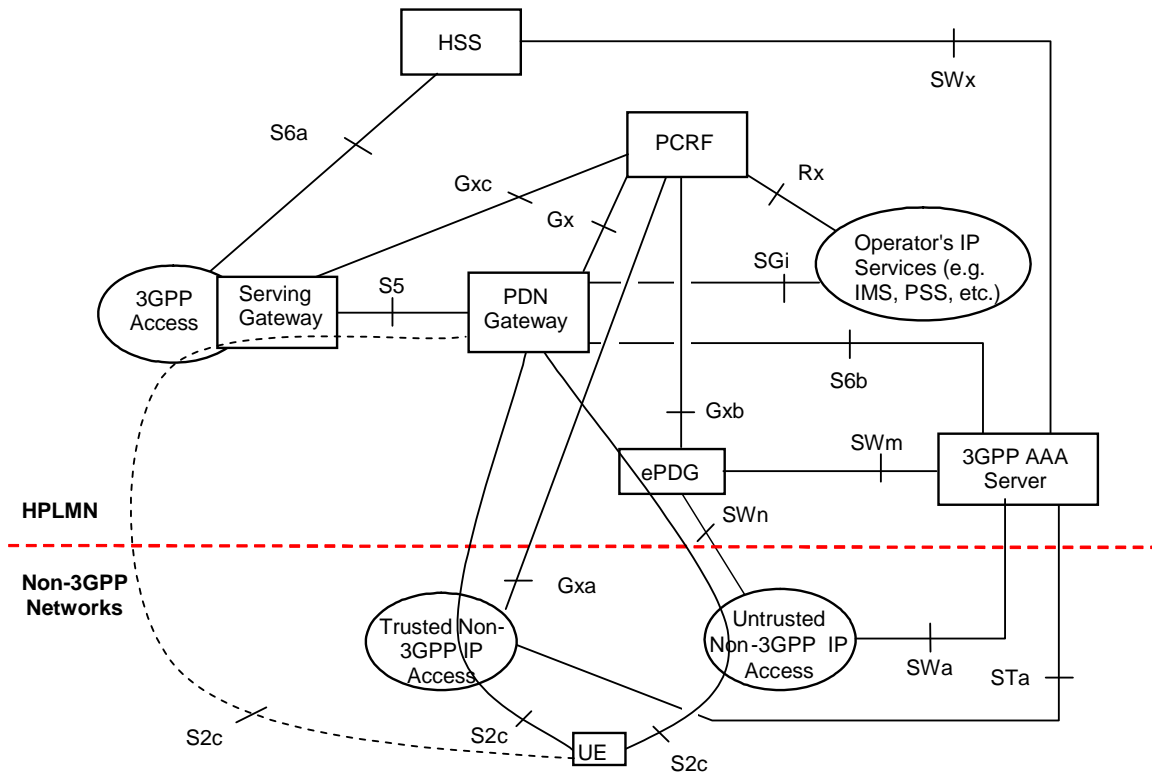 HSS
SWx
S6a
PCRF
Rx
Gxc
Gx
Operator's IP
Services (e.g.
IMS, PSS, etc.)
SGi
3GPP
Access
Serving
Gateway
S5
PDN
Gateway
S6b
Gxb
SWm
3GPP AAA
Server
ePDG
HPLMN
SWn
Non-3GPP
Networks
Gxa
Trusted Non-
3GPP IP
Access
Untrusted
Non-3GPP IP
Access
SWa
STa
S2c
S2c
UE
S2c